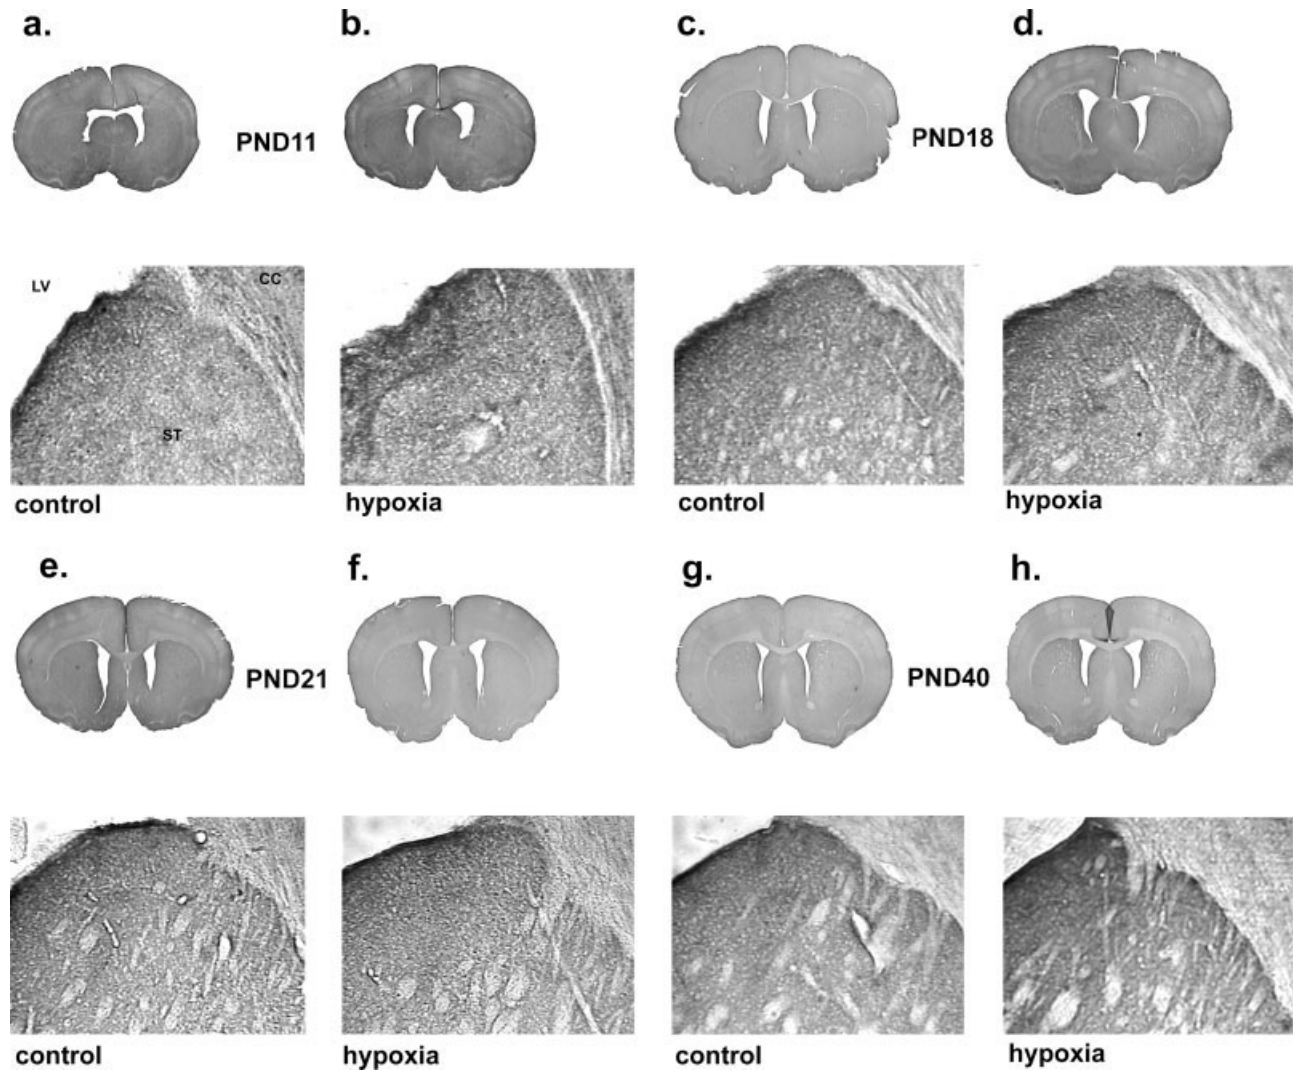 a. b. c. d.
PND11 PND18
LV CC
ST
control hypoxia control hypoxia
e. f. g. h.
PND21 PND40
control hypoxia control hypoxia